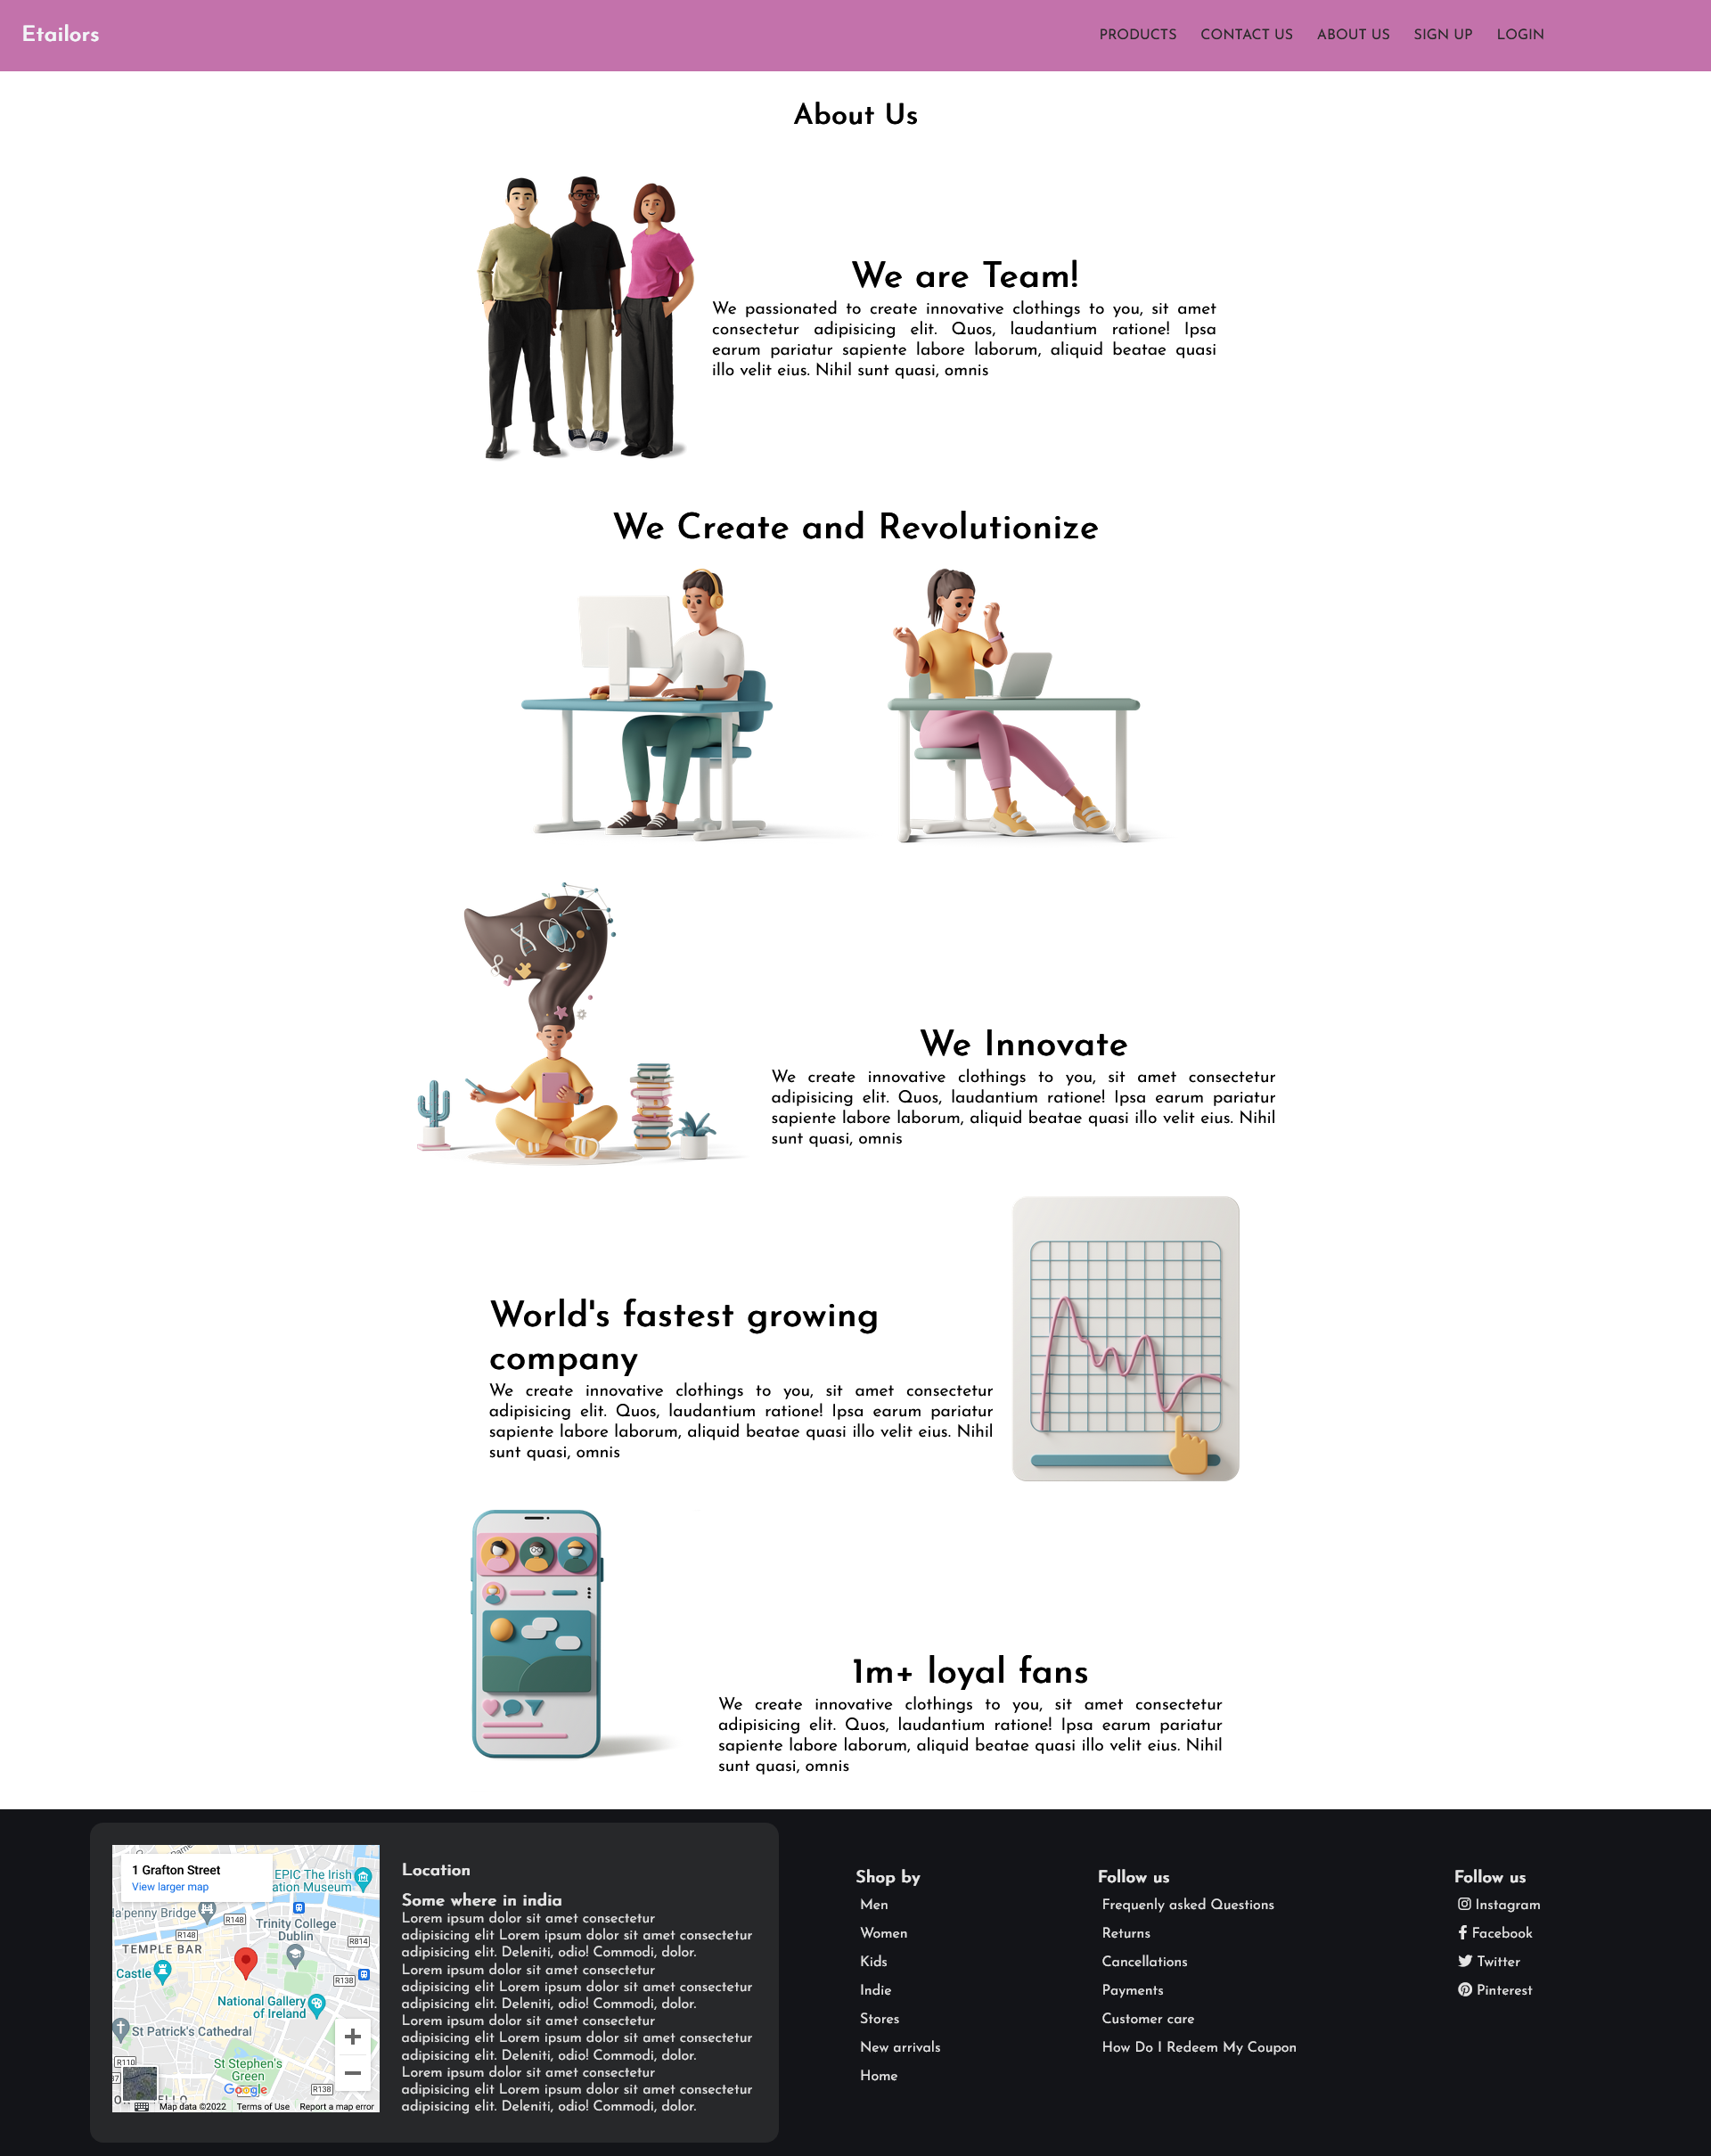 Etailors
PRODUCTS CONTACT US ABOUT US SIGN UP LOGIN
About Us
We are Team!
We passionated to create innovative clothings to you, sit amet
consectetur adipisicing elit. Quos, laudantium ratione! Ipsa
earum pariatur sapiente labore laborum, aliquid beatae quasi
illo velit eius. Nihil sunt quasi, omnis
We Create and Revolutionize
We Innovate
We create innovative clothings to you, sit amet consectetur
adipisicing elit. Quos, laudantium ratione! Ipsa earum pariatur
sapiente labore laborum, aliquid beatae quasi illo velit eius. Nihil
sunt quasi, omnis
World's fastest growing
company
We create innovative clothings to you, sit amet consectetur
adipisicing elit. Quos, laudantium ratione! Ipsa earum pariatur
sapiente labore laborum, aliquid beatae quasi illo velit eius. Nihil
sunt quasi, omnis
1m+ loyal fans
We create innovative clothings to you, sit amet consectetur
adipisicing elit. Quos, laudantium ratione! Ipsa earum pariatur
sapiente labore laborum, aliquid beatae quasi illo velit eius. Nihil
sunt quasi, omnis
1 Grafton Street
View larger map
EPIC The Irish
ation Museum
la'penny Bridge
R148
Trinity College
Dublin
R148
R814
TEMPLE BAR
Castle
R138
National Gallery
of Ireland
St Patrick's Cathedral
R110
St Stephen's
Green
Google
R138
Map data ©2022 Terms of Use Report a map error
Location
Some where in india
Lorem ipsum dolor sit amet consectetur
adipisicing elit Lorem ipsum dolor sit amet consectetur
adipisicing elit. Deleniti, odio! Commodi, dolor.
Lorem ipsum dolor sit amet consectetur
adipisicing elit Lorem ipsum dolor sit amet consectetur
adipisicing elit. Deleniti, odio! Commodi, dolor.
Lorem ipsum dolor sit amet consectetur
adipisicing elit Lorem ipsum dolor sit amet consectetur
adipisicing elit. Deleniti, odio! Commodi, dolor.
Lorem ipsum dolor sit amet consectetur
adipisicing elit Lorem ipsum dolor sit amet consectetur
adipisicing elit. Deleniti, odio! Commodi, dolor.
Shop by
Men
Women
Kids
Indie
Stores
New arrivals
Home
Follow us
Frequenly asked Questions
Returns
Cancellations
Payments
Customer care
How Do I Redeem My Coupon
Follow us
Instagram
Facebook
Twitter
Pinterest